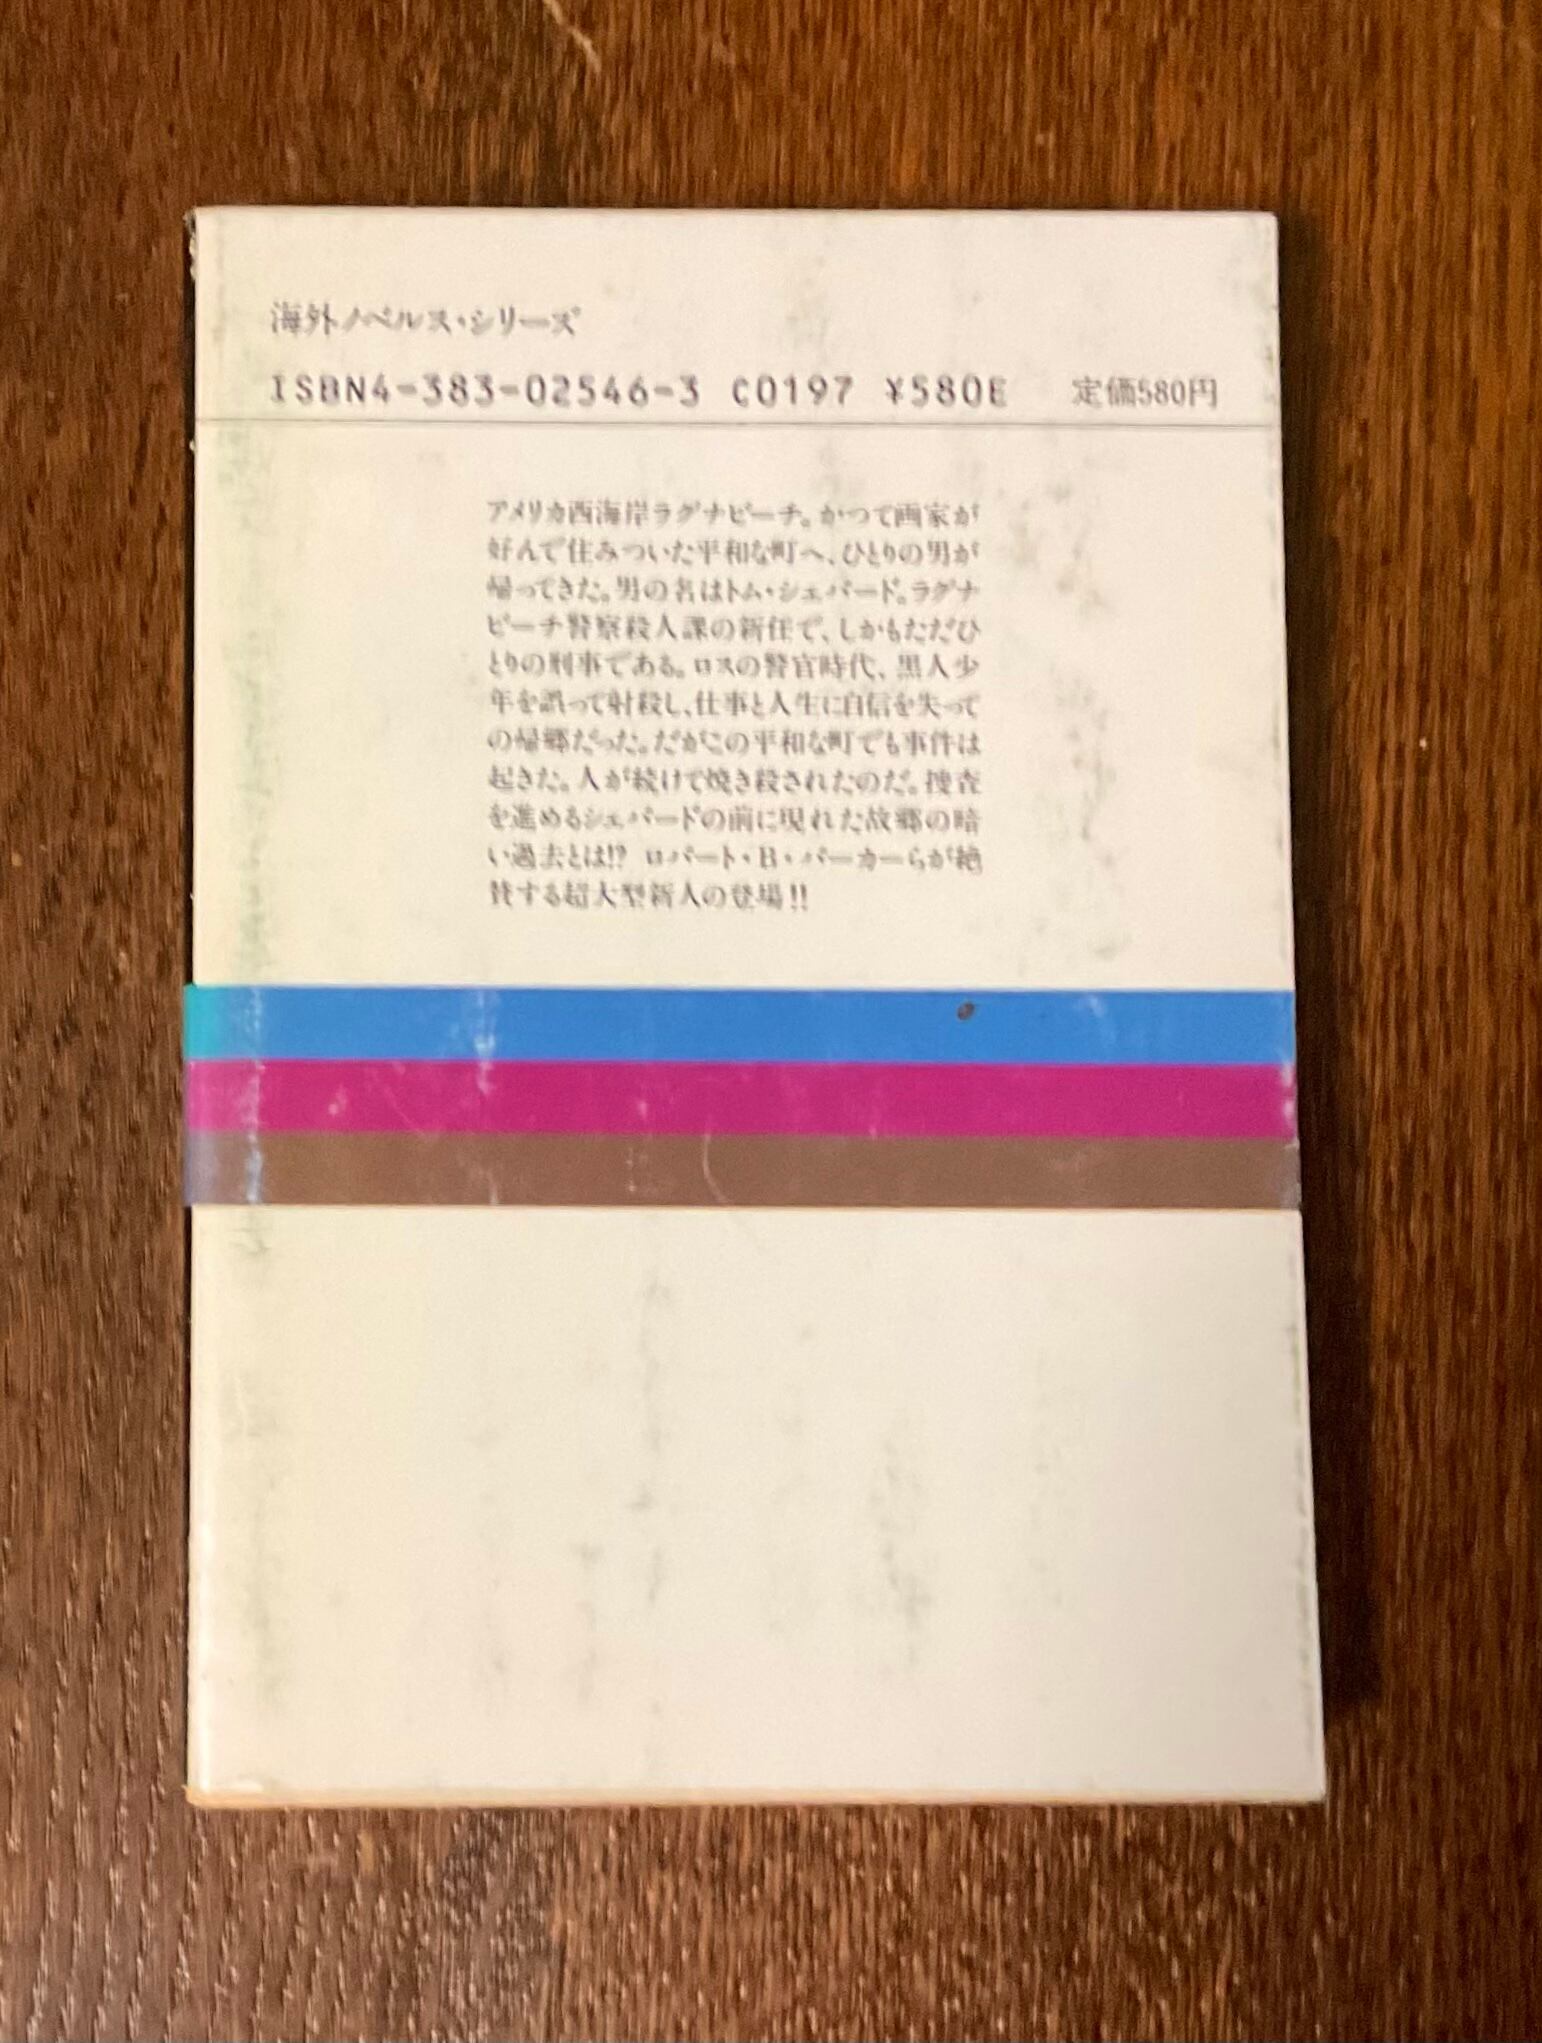 海外ノベルス・シリーズ
ISBN4-383-02546-3 C0197 ¥580E 定価580円
アメリカ西海岸ラグナビーチ。かつて画家が
好んで住みついた平和な町へ、ひとりの男が
帰ってきた。男の名はトム・シェパード。ラグナ
ビーチ警察殺人課の新任で、しかもただひ
とりの刑事である。ロスの警官時代、黒人少
年を誤って射殺し、仕事と人生に自信を失って
の帰郷だった。だがこの平和な町でも事件は
起きた。人が続けて焼き殺されたのだ。捜査
を進めるシェパードの前に現れた故郷の暗
い過去とは!? ロバート・B・パーカーらが絶
賛する超大型新人の登場!!